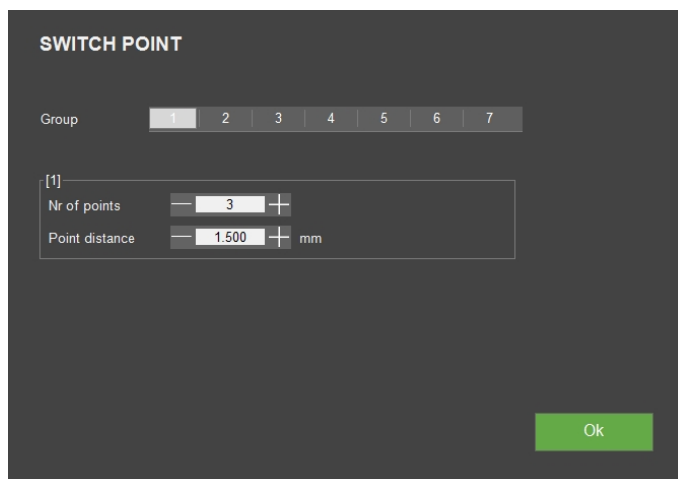 SWITCH POINT
Group 1 2 3 4 5 6 7
[1]
Nr of points — 3 +
Point distance — 1.500 + mm
Ok